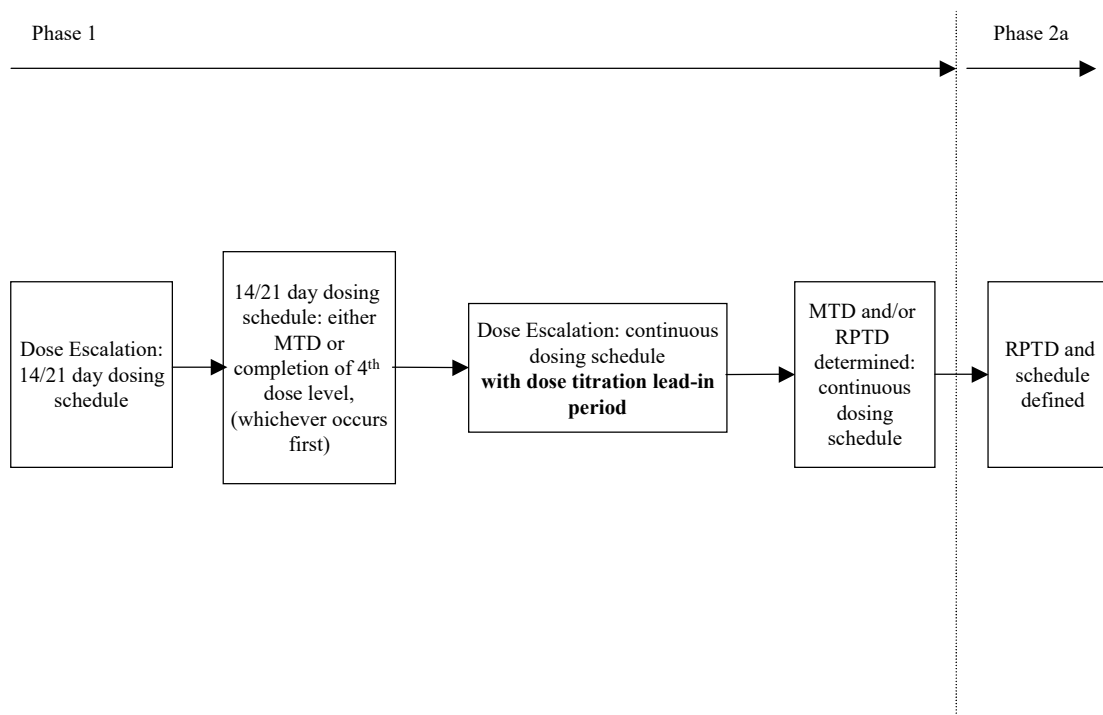 Phase 1
Phase 2a
Dose Escalation:
14/21 day dosing
schedule
14/21 day dosing
schedule: either
MTD or
completion of 4th
dose level,
(whichever occurs
first)
Dose Escalation: continuous
dosing schedule
with dose titration lead-in
period
MTD and/or
RPTD
determined:
continuous
dosing
schedule
RPTD and
schedule
defined